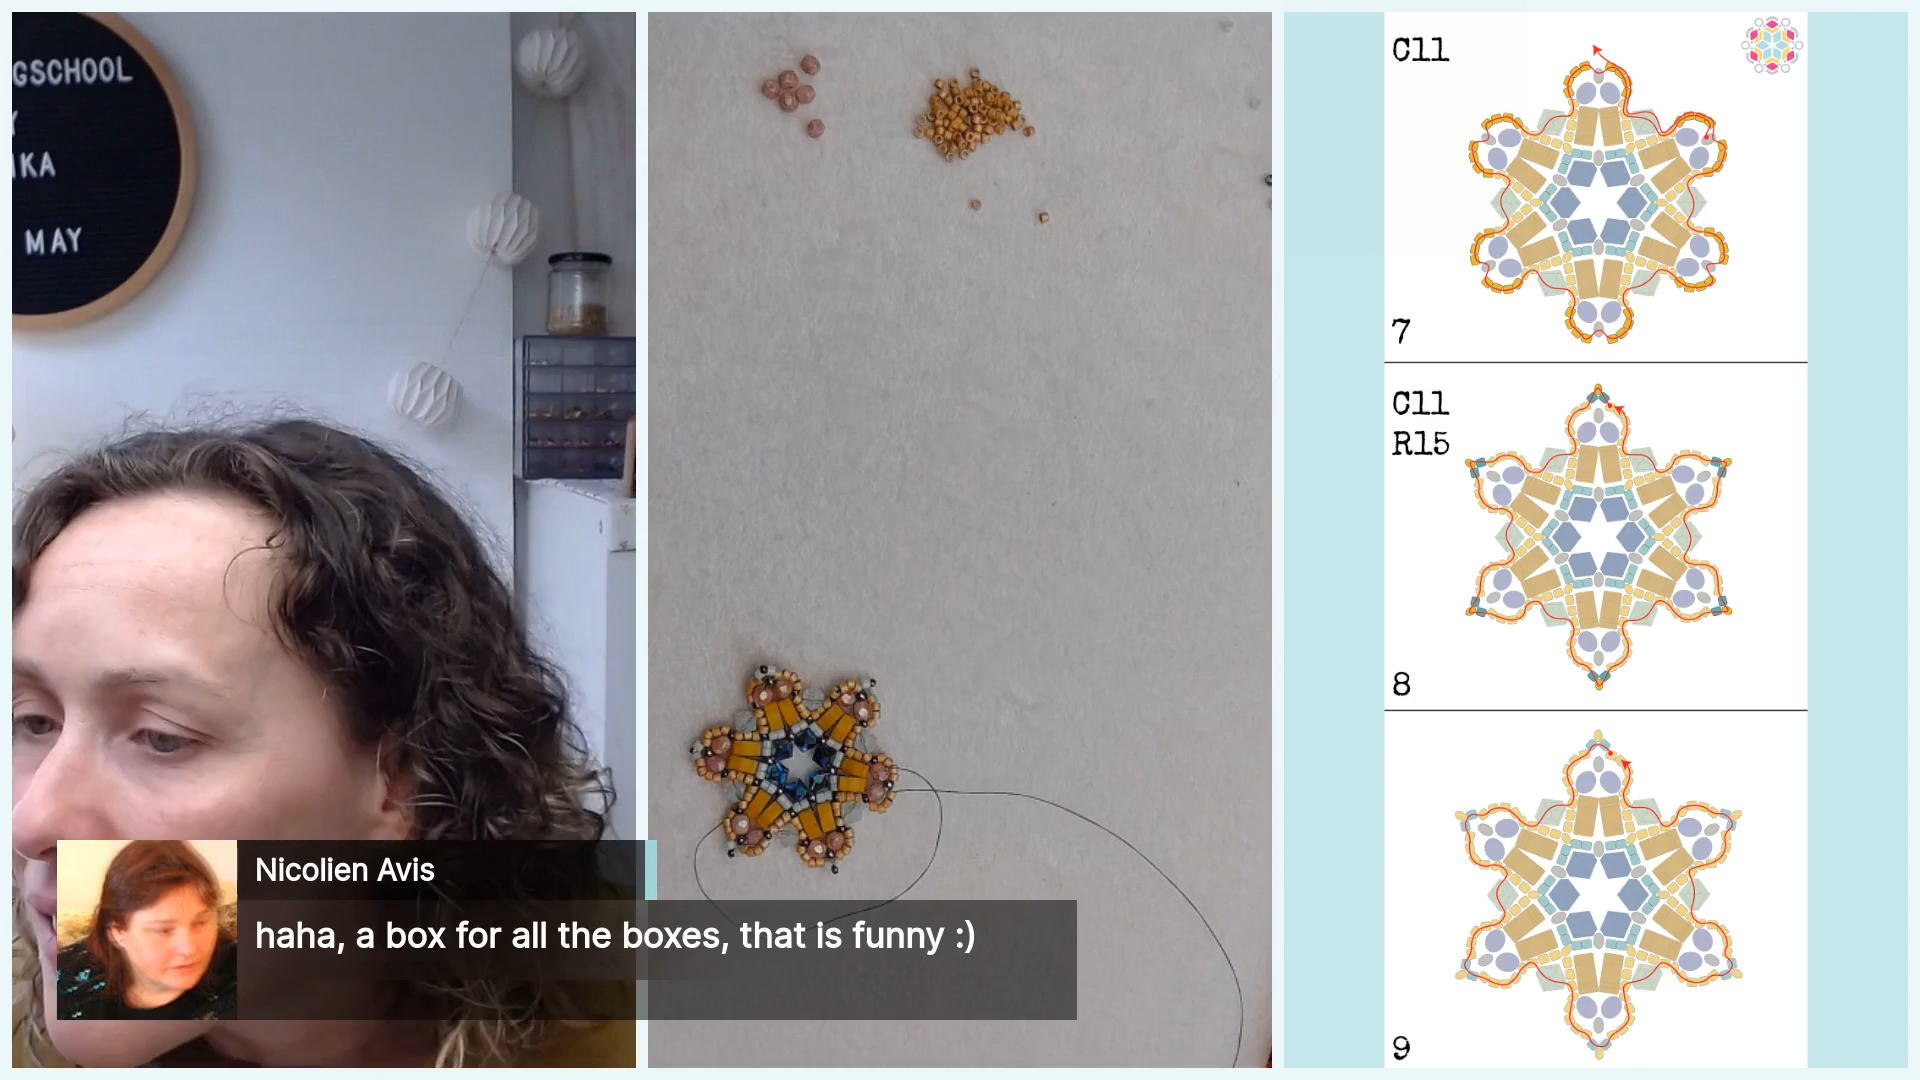 GSCHOOL
Y
IKA
MAY
Nicolien Avis
haha, a box for all the boxes, that is funny :)
C11
7
C11
R15
8
9